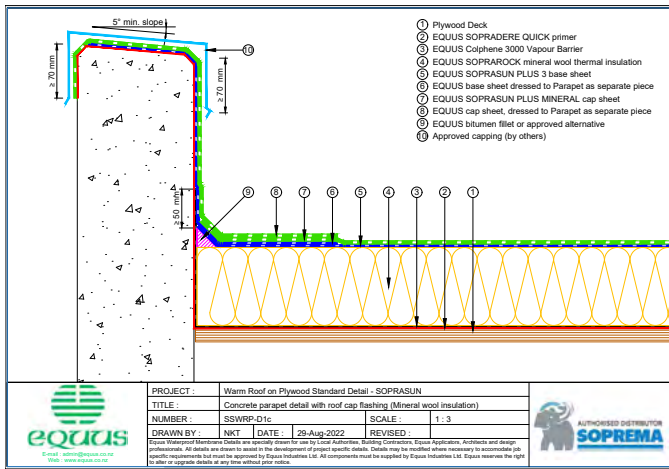 5° min. slope
≥ 70 mm
≥ 70 mm
≥ 50 mm
10
1 Plywood Deck
2 EQUUS SOPRADERE QUICK primer
3 EQUUS Colphene 3000 Vapour Barrier
4 EQUUS SOPRAROCK mineral wool thermal insulation
5 EQUUS SOPRASUN PLUS 3 base sheet
6 EQUUS base sheet dressed to Parapet as separate piece
7 EQUUS SOPRASUN PLUS MINERAL cap sheet
8 EQUUS cap sheet, dressed to Parapet as separate piece
9 EQUUS bitumen fillet or approved alternative
10 Approved capping (by others)
9 8 7 6 5 4 3 2 1
equus
E-mail : admin@equus.co.nz
Web : www.equus.co.nz
PROJECT : Warm Roof on Plywood Standard Detail - SOPRASUN
TITLE : Concrete parapet detail with roof cap flashing (Mineral wool insulation)
NUMBER : SSWRP-D1c SCALE : 1 : 3
DRAWN BY : NKT DATE : 29-Aug-2022 REVISED :
Equus Waterproof Membrane Details are specially drawn for use by Local Authorities, Building Contractors, Equus Applicators, Architects and design
professionals. All details are drawn to assist in the development of project specific details. Details may be modified where necessary to accomodate job
specific requirements but must be approved by Equus Industries Ltd. All components must be supplied by Equus Industries Ltd. Equus reserves the right
to alter or upgrade details at any time without prior notice.
AUTHORISED DISTRIBUTOR
SOPREMA